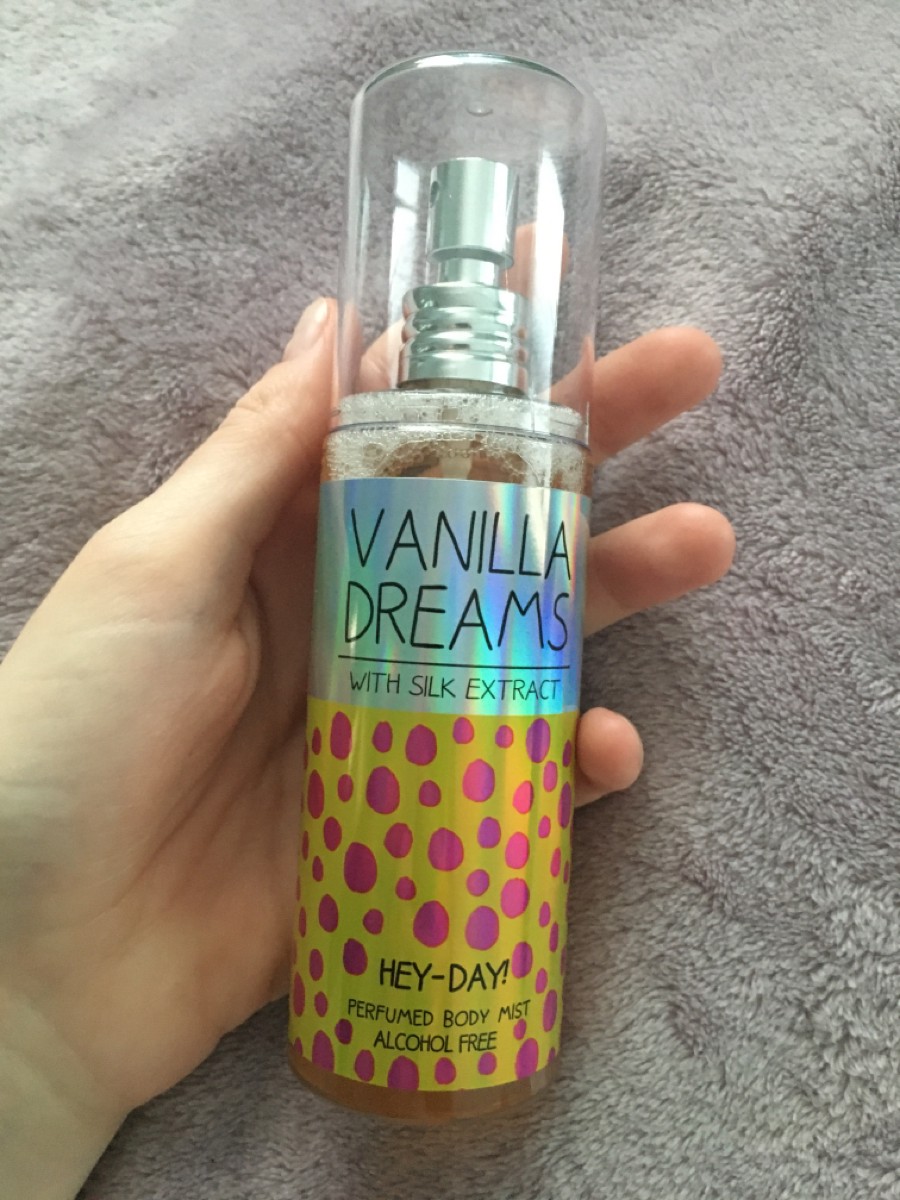 VANILLA
DREAMS
WITH SILK EXTRACT
HEY-DAY!
PERFUMED BODY MIST
ALCOHOL FREE